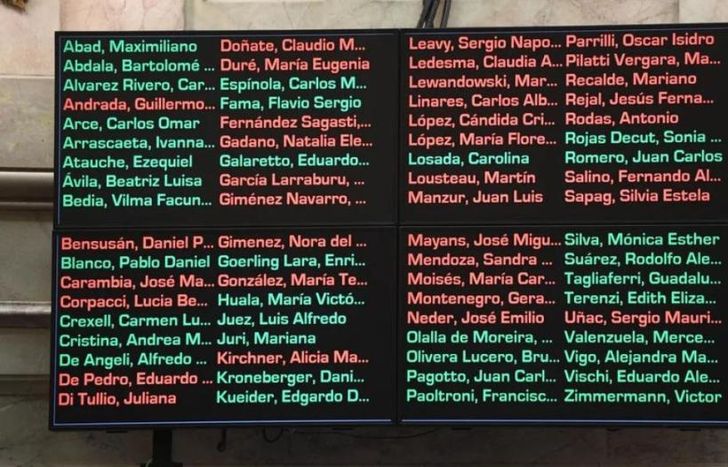 Abad, Maximiliano
Abdala, Bartolomé ...
Alvarez Rivero, Car...
Andrada, Guillermo...
Arce, Carlos Omar
Arrascaeta, Ivanna...
Atauche, Ezequiel
Ávila, Beatriz Luisa
Bedia, Vilma Facun...
Doñate, Claudio M...
Duré, María Eugenia
Espínola, Carlos M...
Fama, Flavio Sergio
Fernández Sagasti,...
Gadano, Natalia Ele...
Galaretto, Eduardo...
García Larraburu, ...
Giménez Navarro, ...
Leavy, Sergio Napo...
Ledesma, Claudia A...
Lewandowski, Mar...
Linares, Carlos Alb...
López, Cándida Cri...
López, María Flore...
Losada, Carolina
Lousteau, Martín
Manzur, Juan Luis
Parrilli, Oscar Isidro
Pilatti Vergara, Ma...
Recalde, Mariano
Rejal, Jesús Ferna...
Rodas, Antonio
Rojas Decut, Sonia ...
Romero, Juan Carlos
Salino, Fernando Al...
Sapag, Silvia Estela
Bensusán, Daniel P...
Blanco, Pablo Daniel
Carambia, José Ma...
Corpacci, Lucia Be...
Crexell, Carmen Lu...
Cristina, Andrea M...
De Angeli, Alfredo ...
De Pedro, Eduardo ...
Di Tullio, Juliana
Gimenez, Nora del ...
Goerling Lara, Enri...
González, María Te...
Huala, María Victó...
Juez, Luis Alfredo
Juri, Mariana
Kirchner, Alicia Ma...
Kroneberger, Dani...
Kueider, Edgardo D...
Mayans, José Migu...
Mendoza, Sandra ...
Moisés, María Car...
Montenegro, Gera...
Neder, José Emilio
Olalla de Moreira, ...
Olivera Lucero, Bru...
Pagotto, Juan Carl...
Paoltroni, Francisc...
Silva, Mónica Esther
Suárez, Rodolfo Ale...
Tagliaferri, Guadalu...
Terenzi, Edith Eliza...
Uñac, Sergio Mauri...
Valenzuela, Merce...
Vigo, Alejandra Ma...
Vischi, Eduardo Ale...
Zimmermann, Victor